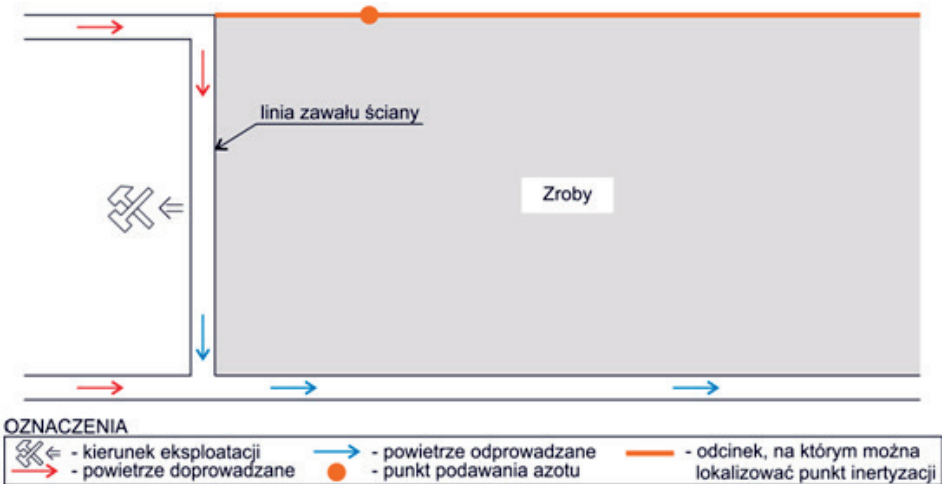 linia zawału ściany
Zroby
OZNACZENIA
- kierunek eksploatacji
- powietrze doprowadzane
- powietrze odprowadzane
- punkt podawania azotu
- odcinek, na którym można
lokalizować punkt inertyzacji